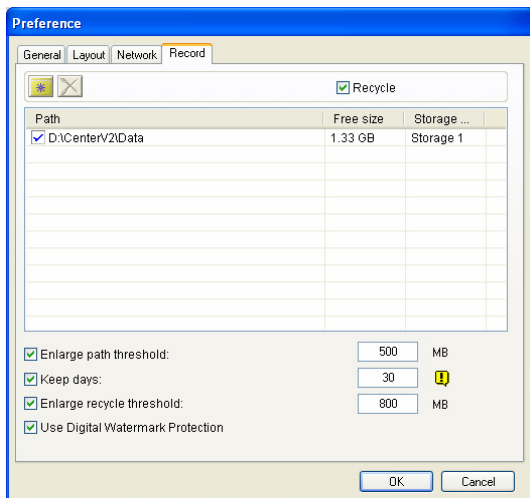 Preference
General Layout Network Record
Recycle
Path Free size Storage ...
D:\CenterV2\Data 1.33 GB Storage 1
Enlarge path threshold: 500 MB
Keep days: 30
Enlarge recycle threshold: 800 MB
Use Digital Watermark Protection
OK Cancel